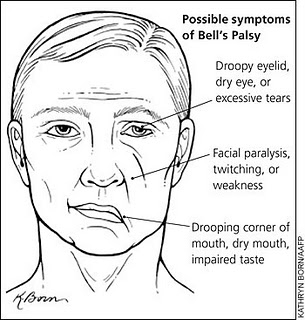 Possible symptoms
of Bell's Palsy
Droopy eyelid,
dry eye, or
excessive tears
Facial paralysis,
twitching, or
weakness
Drooping corner of
mouth, dry mouth,
impaired taste
K. Born
KATHRYN BORN/AAFP